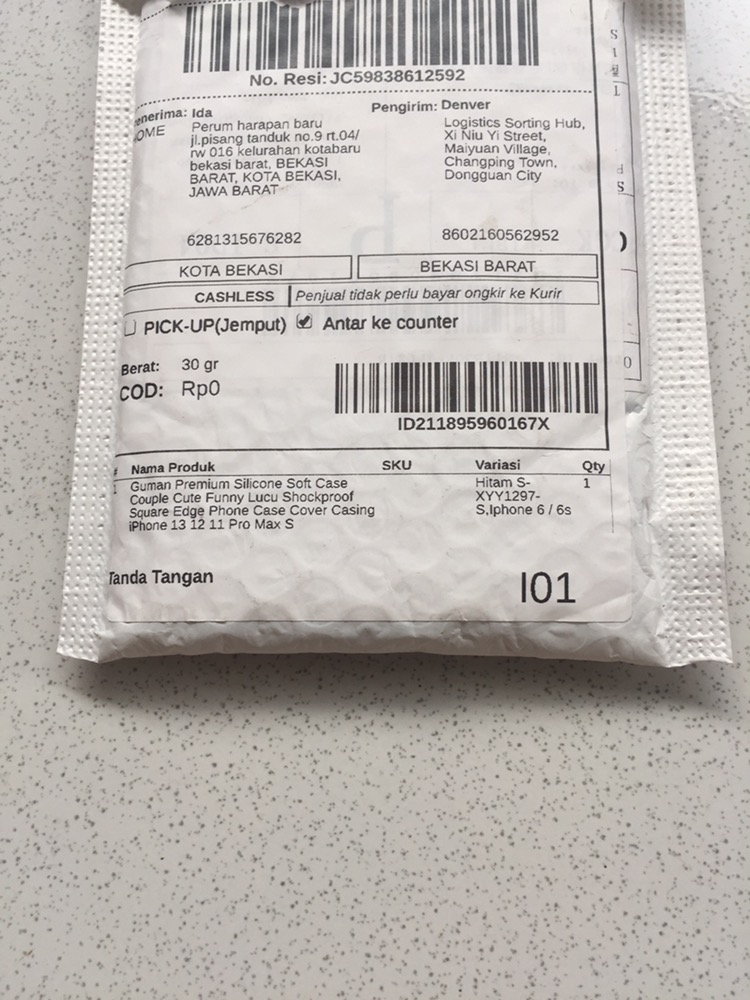 No. Resi: JC59838612592
enerima: Ida
OME
Perum harapan baru
jl.pisang tanduk no.9 rt.04/
rw 016 kelurahan kotabaru
bekasi barat, BEKASI
BARAT, KOTA BEKASI,
JAWA BARAT
6281315676282
Pengirim: Denver
Logistics Sorting Hub,
Xi Niu Yi Street,
Maiyuan Village,
Changping Town,
Dongguan City
8602160562952
KOTA BEKASI
BEKASI BARAT
CASHLESS Penjual tidak perlu bayar ongkir ke Kurir
PICK-UP(Jemput) Antar ke counter
Berat: 30 gr
COD: Rp0
ID211895960167X
# Nama Produk SKU Variasi Qty
1 Guman Premium Silicone Soft Case
Couple Cute Funny Lucu Shockproof
Square Edge Phone Case Cover Casing
iPhone 13 12 11 Pro Max S
Hitam S-
XYY1297-
S,Iphone 6 / 6s
1
Tanda Tangan
I01